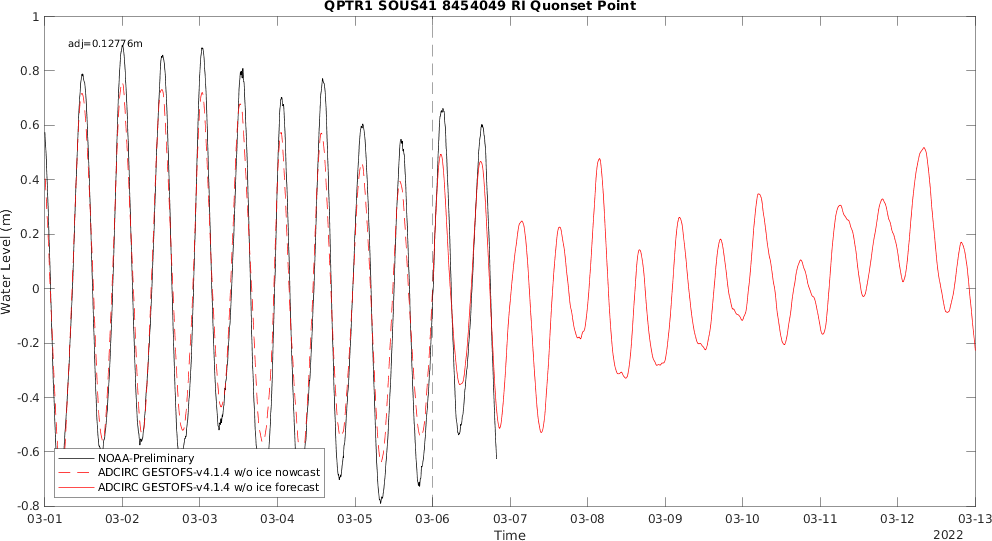 QPTR1 SOUS41 8454049 RI Quonset Point
adj=0.12776m
1
0.8
0.6
0.4
0.2
0
-0.2
-0.4
-0.6
-0.8
Water Level (m)
NOAA-Preliminary
ADCIRC GESTOFS-v4.1.4 w/o ice nowcast
ADCIRC GESTOFS-v4.1.4 w/o ice forecast
03-01 03-02 03-03 03-04 03-05 03-06 03-07 03-08 03-09 03-10 03-11 03-12 03-13
Time
2022